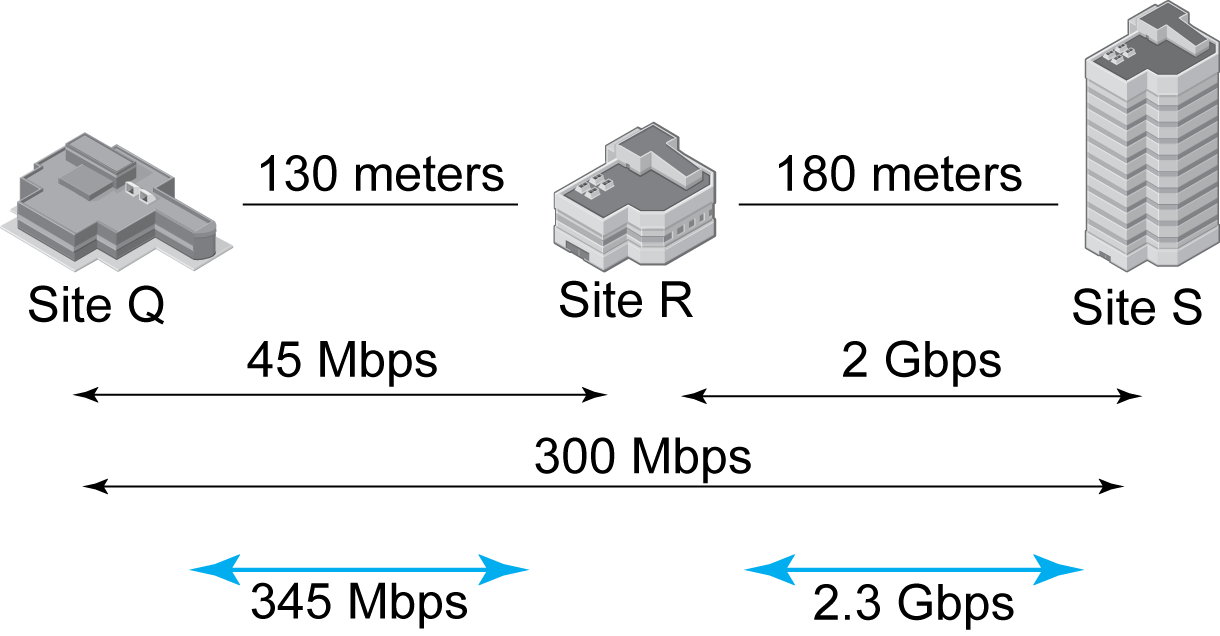 130 meters
180 meters
Site Q
Site R
Site S
45 Mbps
2 Gbps
300 Mbps
345 Mbps
2.3 Gbps